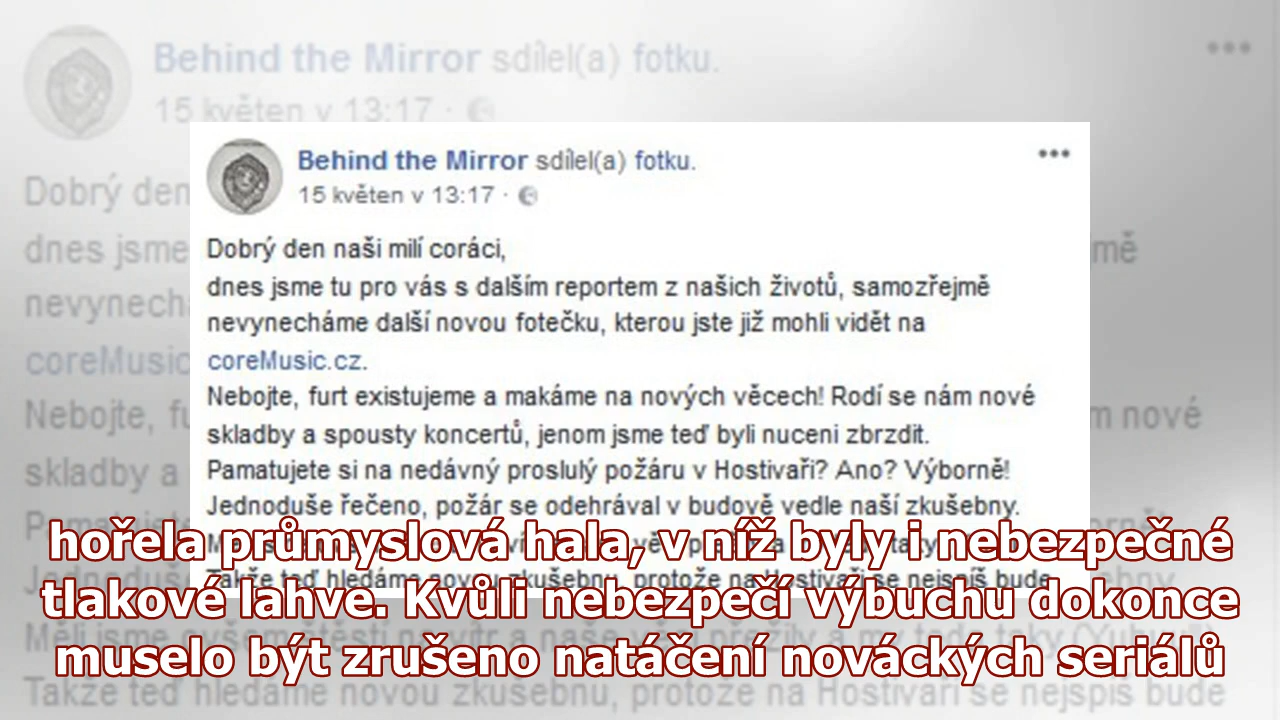 Behind the Mirror sdílel(a) fotku.
15 květen v 13:17 ·
Dobrý den naši milí coráci,
dnes jsme tu pro vás s dalším reportem z našich životů, samozřejmě
nevynecháme další novou fotečku, kterou jste již mohli vidět na
coreMusic.cz.
Nebojte, furt existujeme a makáme na nových věcech! Rodí se nám nové
skladby a spousty koncertů, jenom jsme teď byli nuceni zbrzdit.
Pamatujete si na nedávný proslulý požáru v Hostivaři? Ano? Výborně!
Jednoduše řečeno, požár se odehrával v budově vedle naší zkušebny.
Takže teď hledáme novou zkušebnu, protože na Hostivaři se nejspíš bude
hořela průmyslová hala, v níž byly i nebezpečné
tlakové lahve. Kvůli nebezpečí výbuchu dokonce
muselo být zrušeno natáčení nováckých seriálů